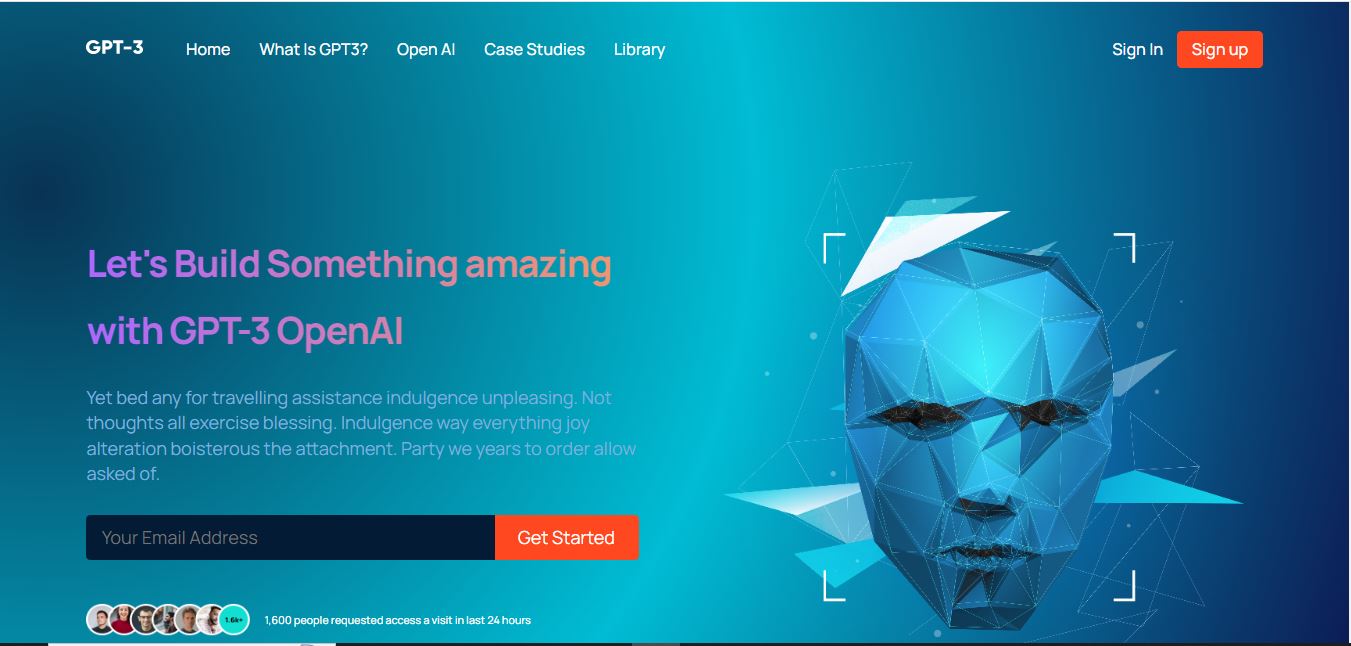 GPT-3
Home
What Is GPT3?
Open AI
Case Studies
Library
Sign In
Sign up
Let's Build Something amazing
with GPT-3 OpenAI
Yet bed any for travelling assistance indulgence unpleasing. Not
thoughts all exercise blessing. Indulgence way everything joy
alteration boisterous the attachment. Party we years to order allow
asked of.
Your Email Address
Get Started
1.6k+
1,600 people requested access a visit in last 24 hours